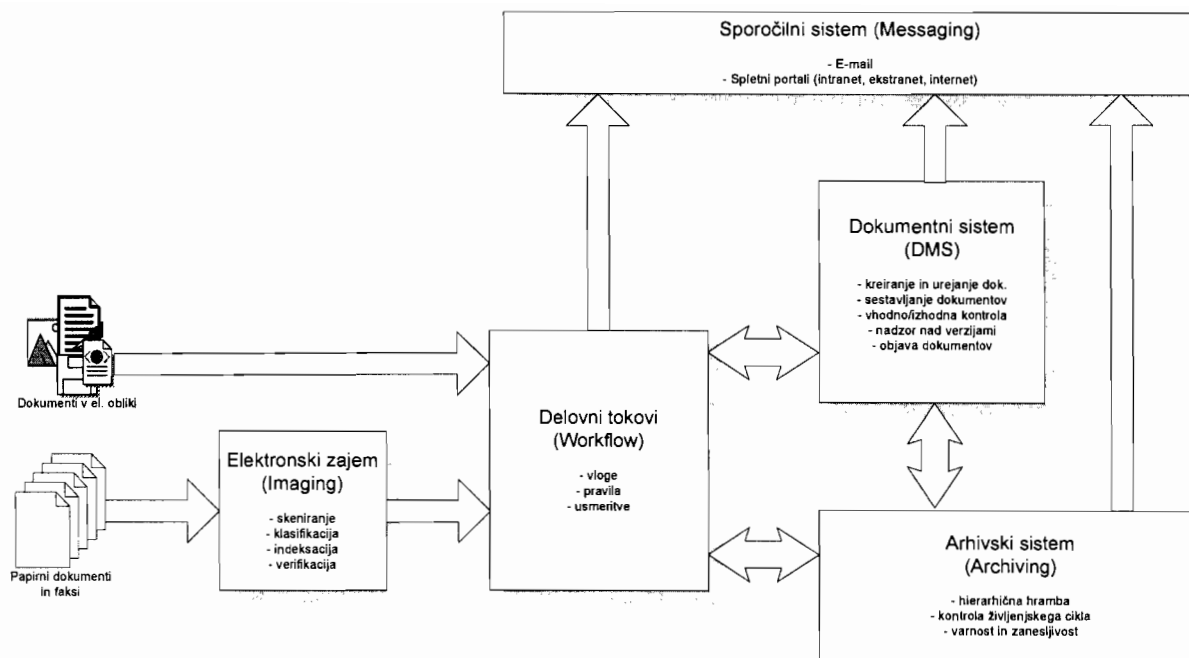 Sporočilni sistem (Messaging)
- E-mail
- Spletni portali (intranet, ekstranet, internet)
Dokumentni sistem
(DMS)
- kreiranje in urejanje dok.
- sestavljanje dokumentov
- vhodno/izhodna kontrola
- nadzor nad verzijami
- objava dokumentov
Dokumenti v el. obliki
Delovni tokovi
(Workflow)
- vloge
- pravila
- usmeritve
Elektronski zajem
(Imaging)
- skeniranje
- klasifikacija
- indeksacija
- verifikacija
Papirni dokumenti
in faksi
Arhivski sistem
(Archiving)
- hierarhična hramba
- kontrola življenjskega cikla
- varnost in zanesljivost